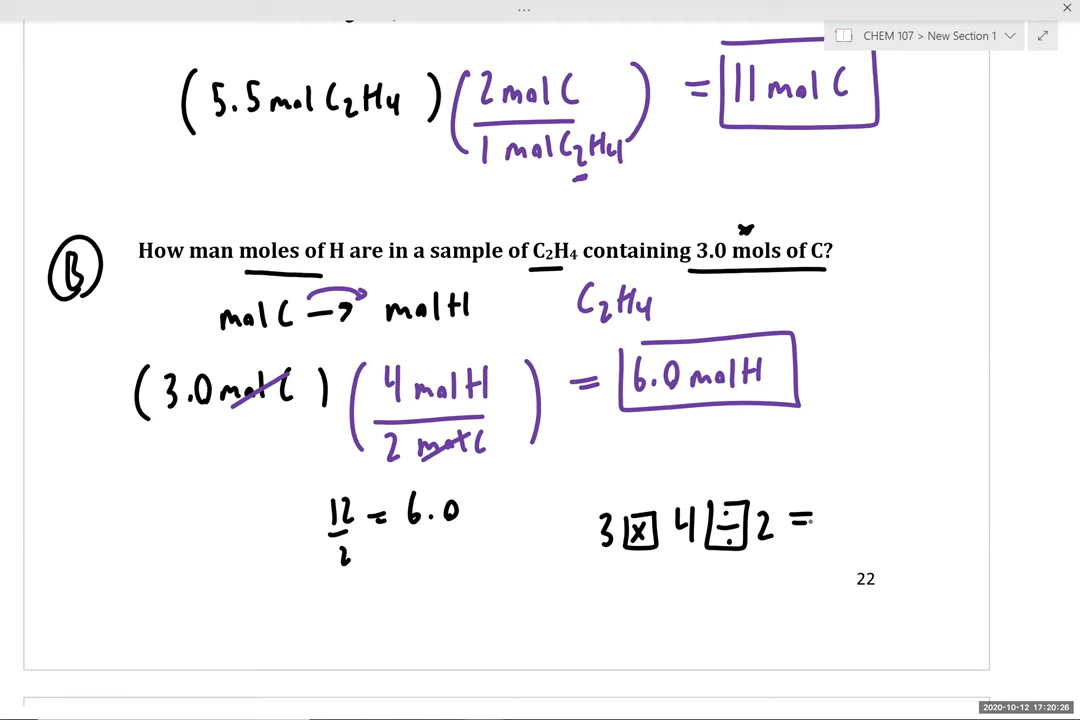 CHEM 107 > New Section 1
(5.5 mol C2H4) (2 mol C / 1 mol C2H4) = 11 mol C
B
How man moles of H are in a sample of C₂H₄ containing 3.0 mols of C?
mol C → mol H C2H4
(3.0 mol C) (4 mol H / 2 mol C) = 6.0 mol H
12/2 = 6.0 3 × 4 ÷ 2 =
22
2020-10-12 17:20:26